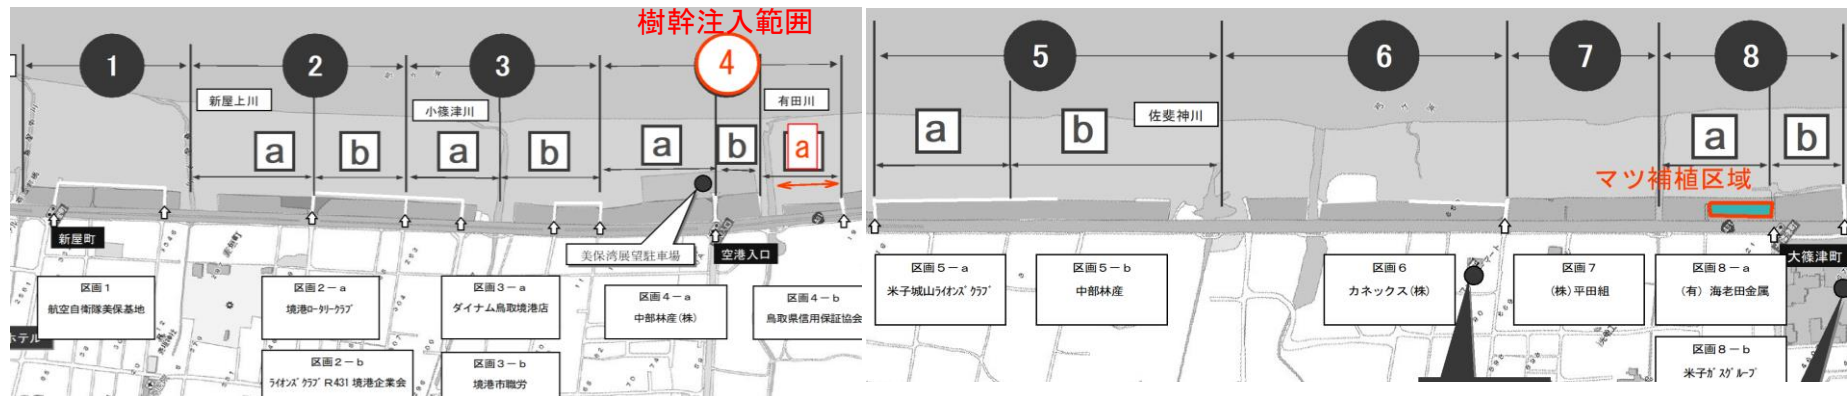 樹幹注入範囲
1
2
3
4
新屋上川
小篠津川
有田川
a
b
a
b
a
b
a
新屋町
美保湾展望駐車場
空港入口
区画1
航空自衛隊美保基地
区画2-a
境港ロータリークラブ
区画3-a
ダイナム鳥取境港店
区画4-a
中部林産(株)
区画4-b
鳥取県信用保証協会
ホテル
区画2-b
ライオンズクラブ R431 境港企業会
区画3-b
境港市職労
5
6
7
8
a
b
佐斐神川
a
b
マツ補植区域
大篠津町
区画5-a
米子城山ライオンズクラブ
区画5-b
中部林産
区画6
カネックス(株)
区画7
(株)平田組
区画8-a
(有) 海老田金属
区画8-b
米子ガスグループ